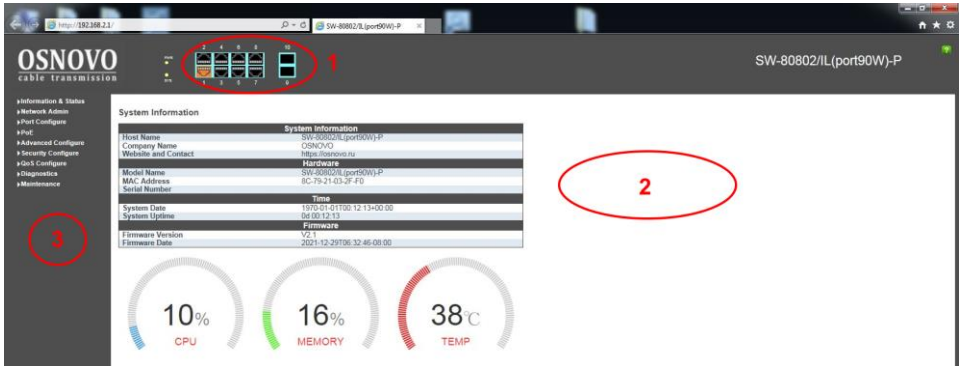 http://192.168.2.1/
SW-80802/IL(port90W)-P
OSNOVO
cable transmission
2 4 6 8 10
1 3 5 7 9
1
SW-80802/IL(port90W)-P
Information & Status
Network Admin
Port Configure
PoE
Advanced Configure
Security Configure
QoS Configure
Diagnostics
Maintenance
3
System Information
System Information
Host Name SW-80802/IL(port90W)-P
Company Name OSNOVO
Website and Contact https://osnovo.ru
Hardware
Model Name SW-80802/IL(port90W)-P
MAC Address 8C-79-21-03-2F-F0
Serial Number
Time
System Date 1970-01-01T00:12:13+00:00
System Uptime 0d 00:12:13
Firmware
Firmware Version V2.1
Firmware Date 2021-12-29T06:32:46-08:00
2
10% CPU
16% MEMORY
38°C TEMP